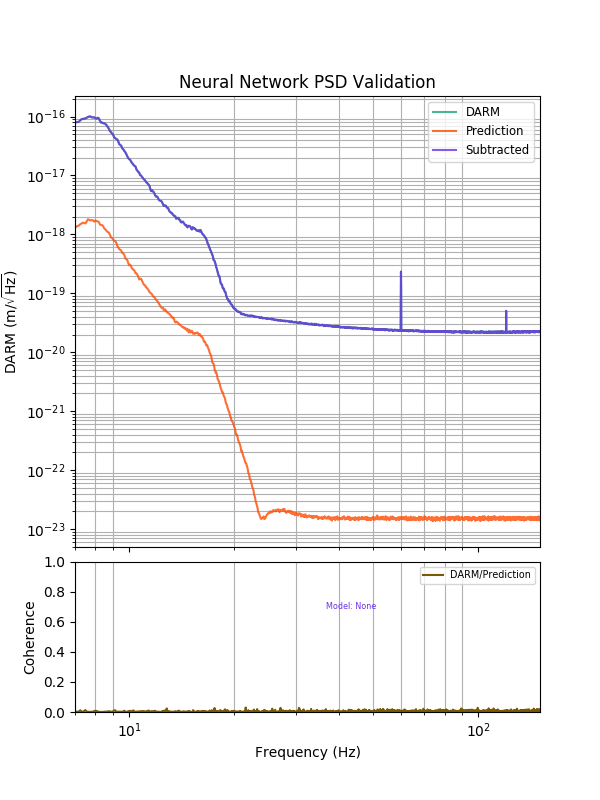 Neural Network PSD Validation
DARM
Prediction
Subtracted
10⁻¹⁶
10⁻¹⁷
10⁻¹⁸
10⁻¹⁹
10⁻²⁰
10⁻²¹
10⁻²²
10⁻²³
DARM (m/√Hz)
DARM/Prediction
Model: None
1.0
0.8
0.6
0.4
0.2
0.0
Coherence
10¹ 10²
Frequency (Hz)